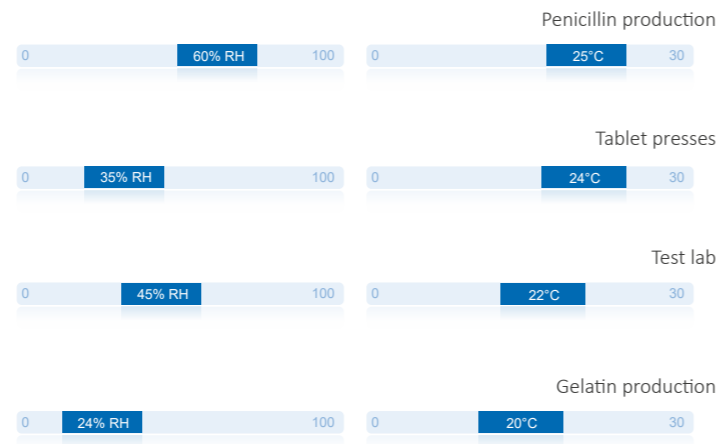 Penicillin production
0 60% RH 100 0 25°C 30
Tablet presses
0 35% RH 100 0 24°C 30
Test lab
0 45% RH 100 0 22°C 30
Gelatin production
0 24% RH 100 0 20°C 30